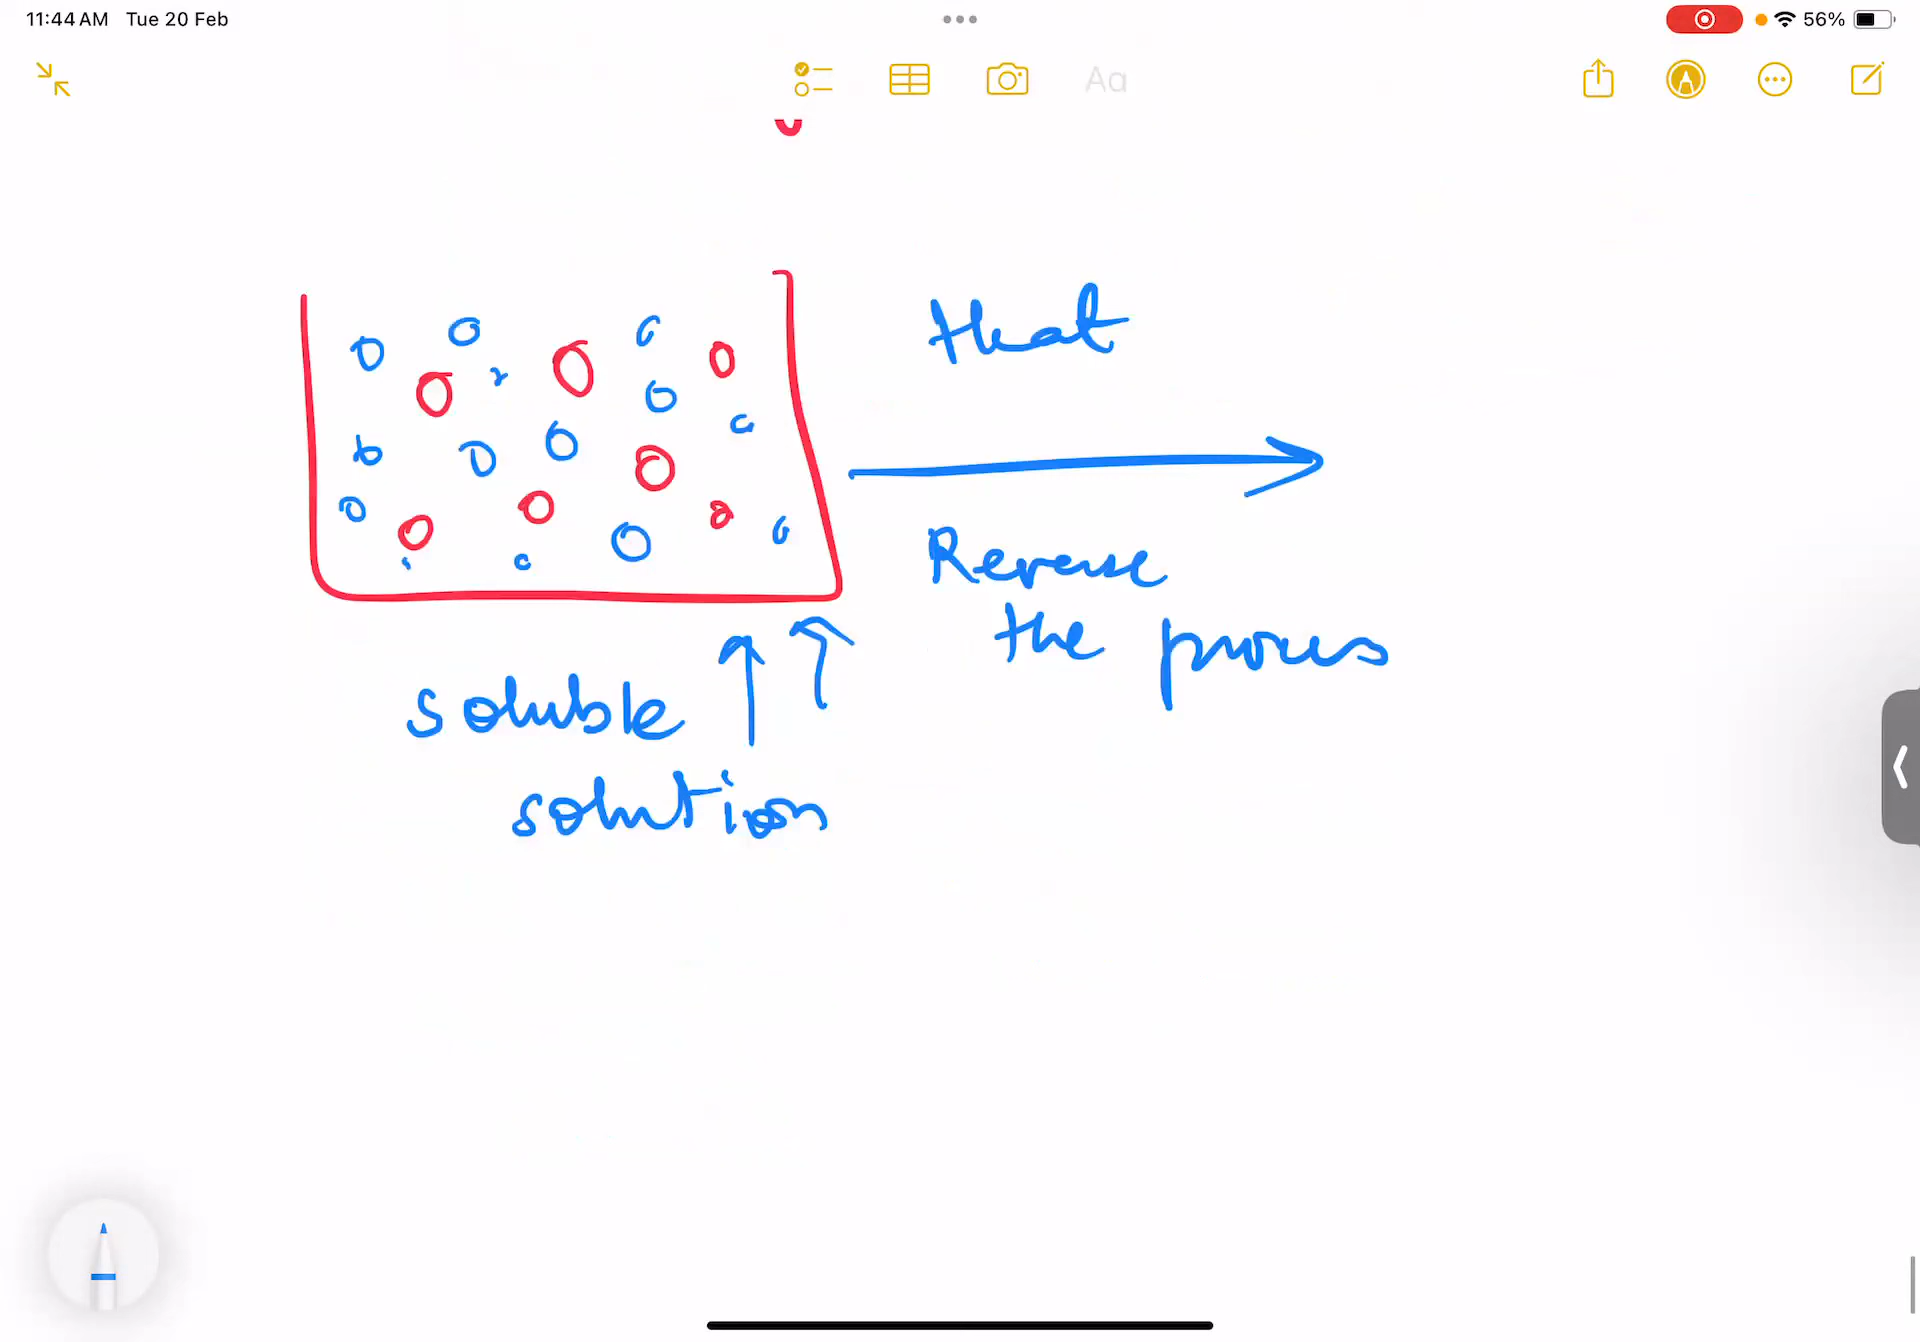 11:44 AM Tue 20 Feb
56%
Aa
Heat
Reverse
the process
soluble
solution